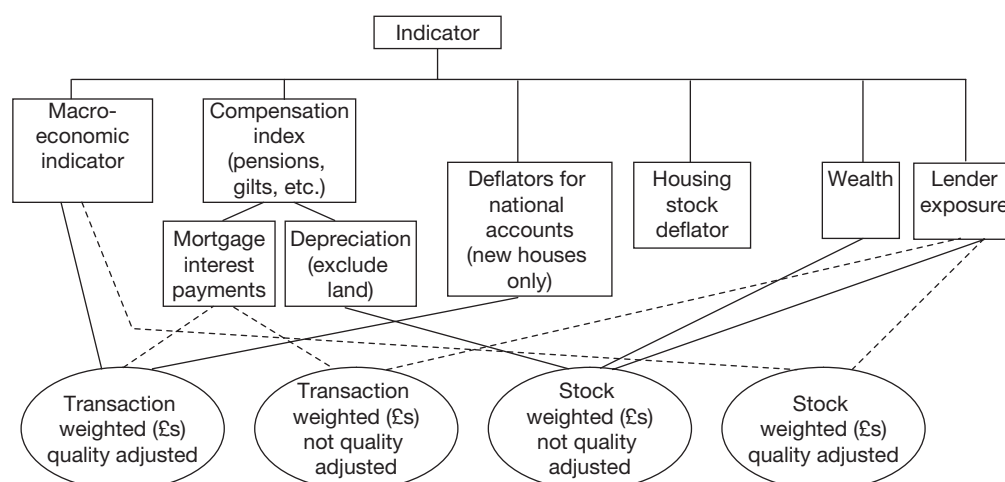 Indicator
Macro-
economic
indicator
Compensation
index
(pensions,
gilts, etc.)
Deflators for
national
accounts
(new houses
only)
Housing
stock
deflator
Wealth
Lender
exposure
Mortgage
interest
payments
Depreciation
(exclude
land)
Transaction
weighted (£s)
quality adjusted
Transaction
weighted (£s)
not quality
adjusted
Stock
weighted (£s)
not quality
adjusted
Stock
weighted (£s)
quality adjusted